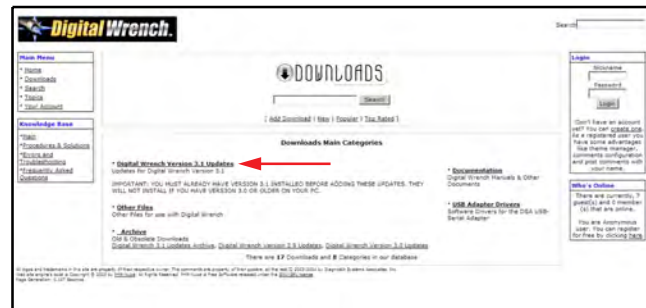 Digital Wrench.
Search
Main Menu
* Home
* Downloads
* Search
* Topics
* Your Account
Knowledge Base
*Main
*Procedures & Solutions
*Errors and
Troubleshooting
*Frequently Asked
Questions
DOWNLOADS
Search
[ Add Download | New | Popular | Top Rated ]
Downloads Main Categories
* Digital Wrench Version 3.1 Updates
Updates for Digital Wrench Version 3.1
IMPORTANT: YOU MUST ALREADY HAVE VERSION 3.1 INSTALLED BEFORE ADDING THESE UPDATES. THEY
WILL NOT INSTALL IF YOU HAVE VERSION 3.0 OR OLDER ON YOUR PC.
* Other Files
Other Files for use with Digital Wrench
* Archive
Old & Obsolete Downloads
Digital Wrench 3.1 Updates Archive, Digital Wrench Version 2.9 Updates, Digital Wrench Version 3.0 Updates
* Documentation
Digital Wrench Manuals & Other
Documents
* USB Adapter Drivers
Software Drivers for the DSA USB-
Serial Adapter
There are 17 Downloads and 8 Categories in our database
Login
Nickname
Password
Login
Don't have an account
yet? You can create one.
As a registered user you
have some advantages
like theme manager,
comments configuration
and post comments with
your name.
Who's Online
There are currently, 7
guest(s) and 0 member
(s) that are online.
You are Anonymous
user. You can register
for free by clicking here